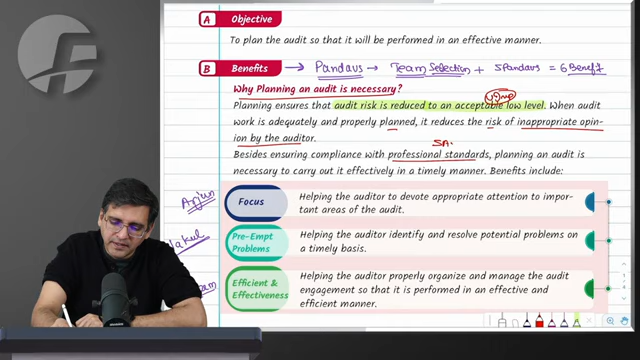 A Objective
To plan the audit so that it will be performed in an effective manner.
B Benefits → Pandavs → Team Selection + 5 Pandavs = 6 Benefit
Why Planning an audit is necessary?
Planning ensures that audit risk is reduced to an acceptable low level. When audit
work is adequately and properly planned, it reduces the risk of inappropriate opin-
ion by the auditor.
SA.
Besides ensuring compliance with professional standards, planning an audit is
necessary to carry it out effectively in a timely manner. Benefits include:
Arjun
Focus
Helping the auditor to devote appropriate attention to impor-
tant areas of the audit.
Pre-Empt
Problems
Helping the auditor identify and resolve potential problems on
a timely basis.
Efficient &
Effectiveness
Helping the auditor properly organize and manage the audit
engagement so that it is performed in an effective and
efficient manner.